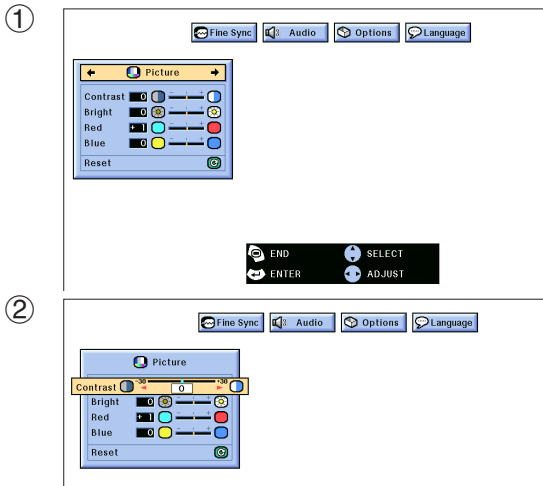 ①
Fine Sync Audio Options Language
Picture
Contrast 0 - +
Bright 0 - +
Red + 1 - +
Blue 0 - +
Reset
END SELECT
ENTER ADJUST
②
Fine Sync Audio Options Language
Picture
Contrast -30 0 +30
Bright 0 - +
Red + 1 - +
Blue 0 - +
Reset